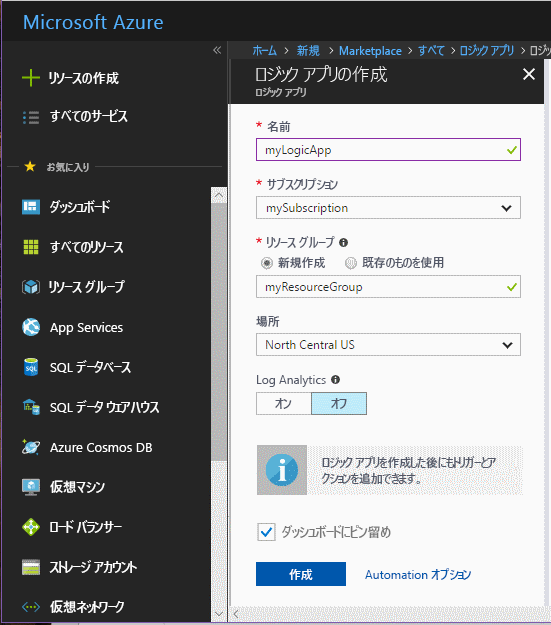 Microsoft Azure
リソースの作成
すべてのサービス
お気に入り
ダッシュボード
すべてのリソース
リソース グループ
App Services
SQL データベース
SQL データ ウェアハウス
Azure Cosmos DB
仮想マシン
ロード バランサー
ストレージ アカウント
仮想ネットワーク
ホーム > 新規 > Marketplace > すべて > ロジック アプリ > ロジ
ロジック アプリの作成
ロジック アプリ
* 名前
myLogicApp
* サブスクリプション
mySubscription
* リソース グループ
新規作成 既存のものを使用
myResourceGroup
場所
North Central US
Log Analytics
オン オフ
ロジック アプリを作成した後にもトリガーとア
クションを追加できます。
ダッシュボードにピン留め
作成 Automation オプション